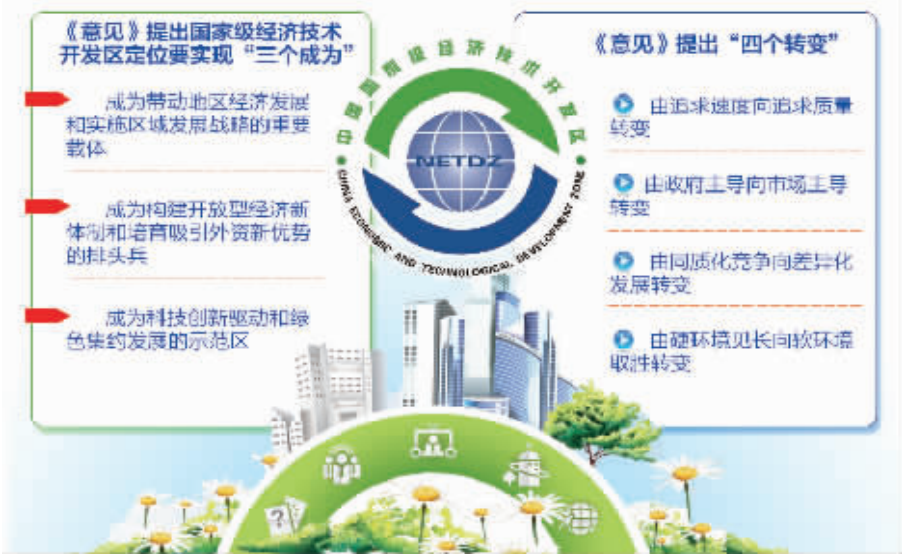 《意见》提出国家级经济技术
开发区定位要实现“三个成为”
成为带动地区经济发展
和实施区域发展战略的重要
载体
成为构建开放型经济新
体制和培育吸引外资新优势
的排头兵
成为科技创新驱动和绿
色集约发展的示范区
中国国家级经济技术开发区
NETDZ
CHINA ECONOMIC AND TECHNOLOGICAL DEVELOPMENT ZONE
《意见》提出“四个转变”
由追求速度向追求质量
转变
由政府主导向市场主导
转变
由同质化竞争向差异化
发展转变
由硬环境见长向软环境
取胜转变
?